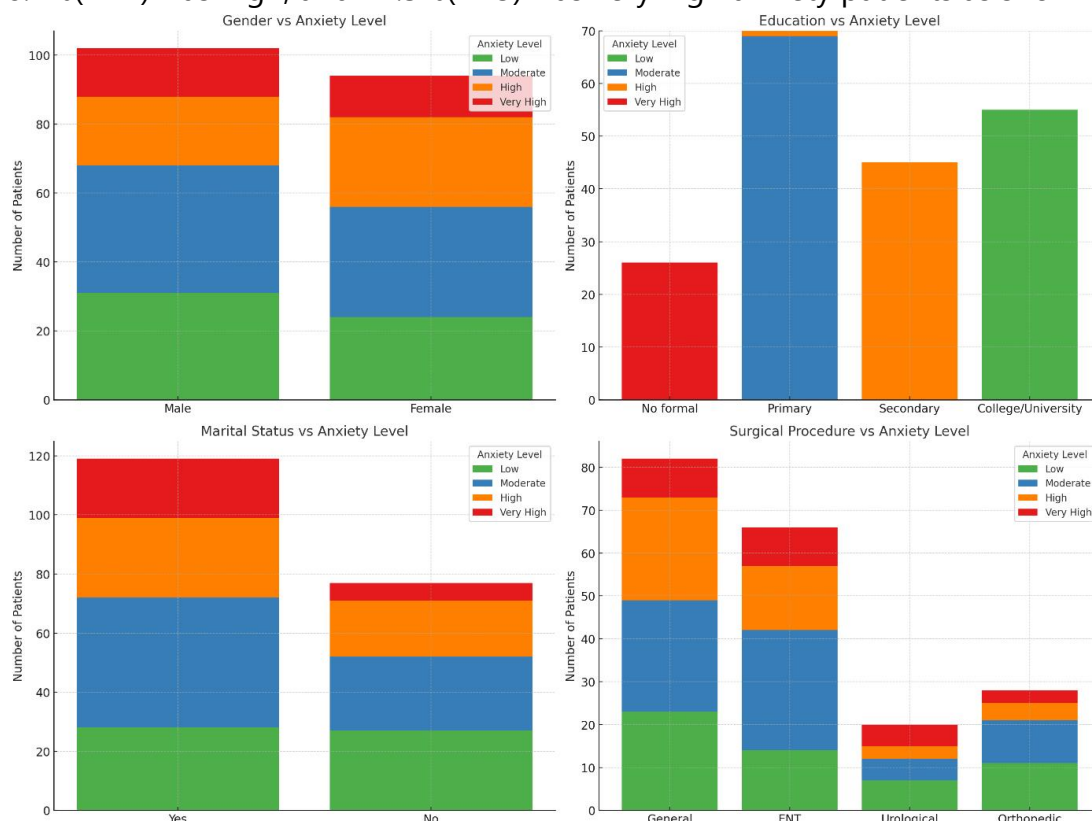 Gender vs Anxiety Level
Anxiety Level
Low
Moderate
High
Very High
Number of Patients
0
20
40
60
80
100
Male
Female
Education vs Anxiety Level
Anxiety Level
Low
Moderate
High
Very High
Number of Patients
0
10
20
30
40
50
60
70
No formal
Primary
Secondary
College/University
Marital Status vs Anxiety Level
Anxiety Level
Low
Moderate
High
Very High
Number of Patients
0
20
40
60
80
100
120
Yes
No
Surgical Procedure vs Anxiety Level
Anxiety Level
Low
Moderate
High
Very High
Number of Patients
0
10
20
30
40
50
60
70
80
General
ENT
Urological
Orthopedic